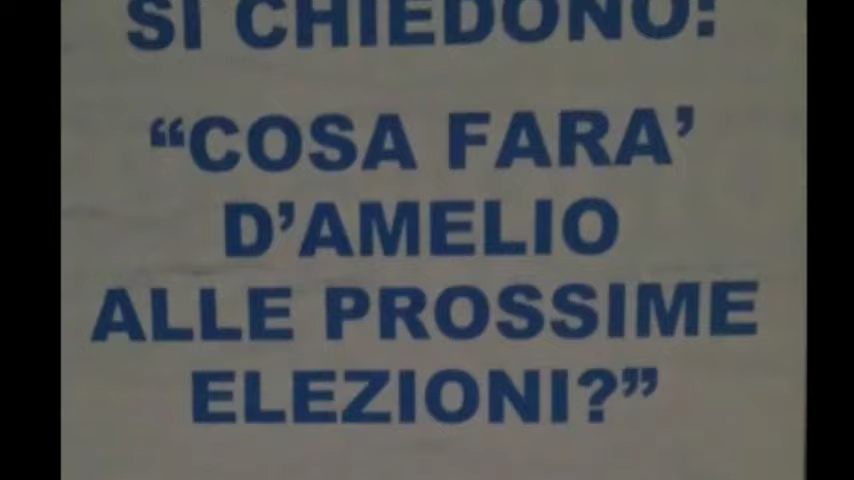 SI CHIEDONO:
“COSA FARA’
D’AMELIO
ALLE PROSSIME
ELEZIONI?”